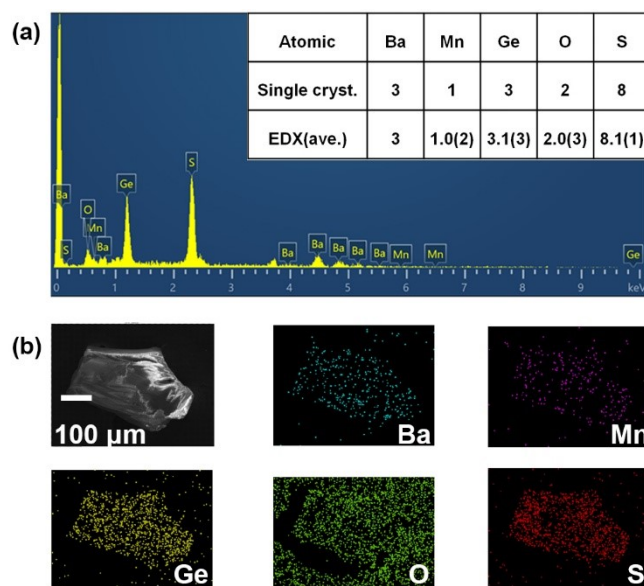 (a)
Atomic Ba Mn Ge O S
Single cryst. 3 1 3 2 8
EDX(ave.) 3 1.0(2) 3.1(3) 2.0(3) 8.1(1)
S
Ge
Ba
O
Mn
S
Ba
Ba
Ba
Ba
Ba
Ba
Mn
Mn
Ge
0 1 2 3 4 5 6 7 8 9 keV
(b)
100 μm
Ba
Mn
Ge
O
S